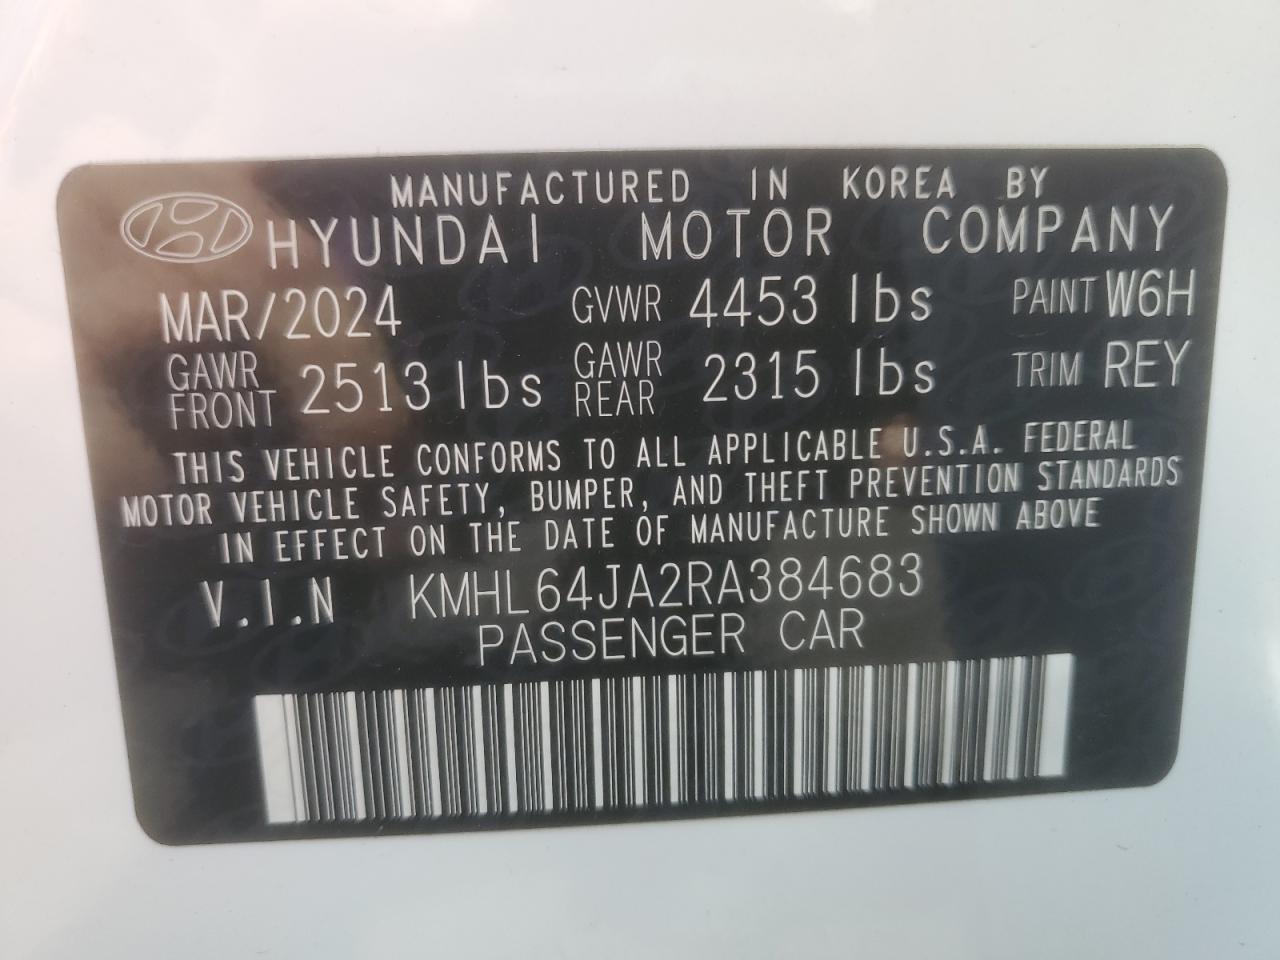 MANUFACTURED IN KOREA BY
HYUNDAI MOTOR COMPANY
MAR/2024 GVWR 4453 lbs PAINT W6H
GAWR FRONT 2513 lbs GAWR REAR 2315 lbs TRIM REY
THIS VEHICLE CONFORMS TO ALL APPLICABLE U.S.A. FEDERAL
MOTOR VEHICLE SAFETY, BUMPER, AND THEFT PREVENTION STANDARDS
IN EFFECT ON THE DATE OF MANUFACTURE SHOWN ABOVE
V.I.N KMHL64JA2RA384683
PASSENGER CAR